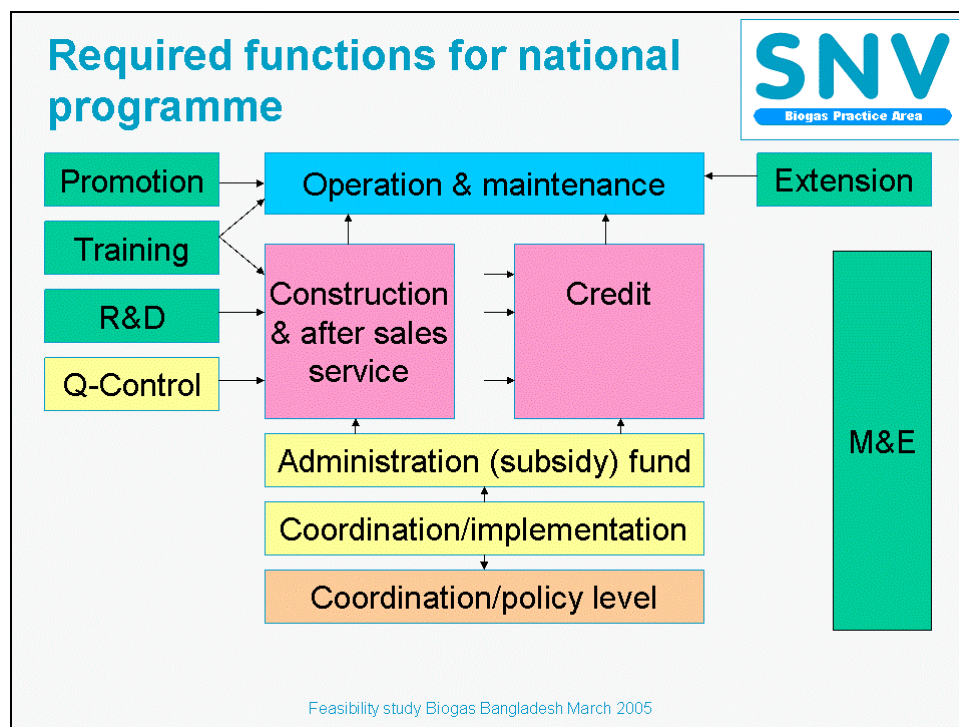 Required functions for national
programme
SNV
Biogas Practice Area
Promotion
Operation & maintenance
Extension
Training
Construction
& after sales
service
Credit
R&D
Q-Control
M&E
Administration (subsidy) fund
Coordination/implementation
Coordination/policy level
Feasibility study Biogas Bangladesh March 2005